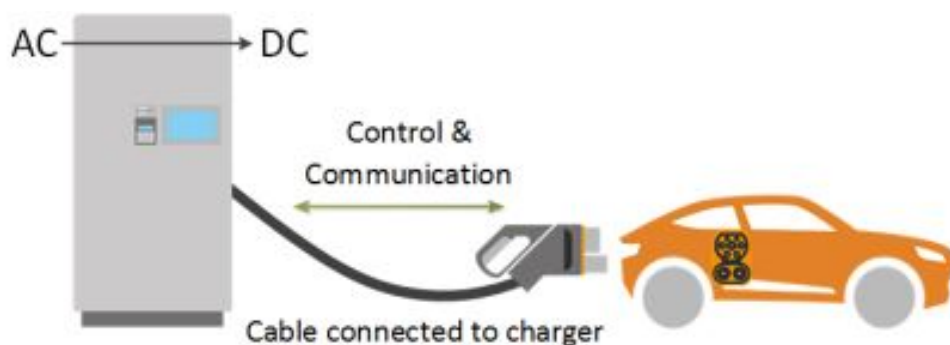 AC DC
Control &
Communication
Cable connected to charger